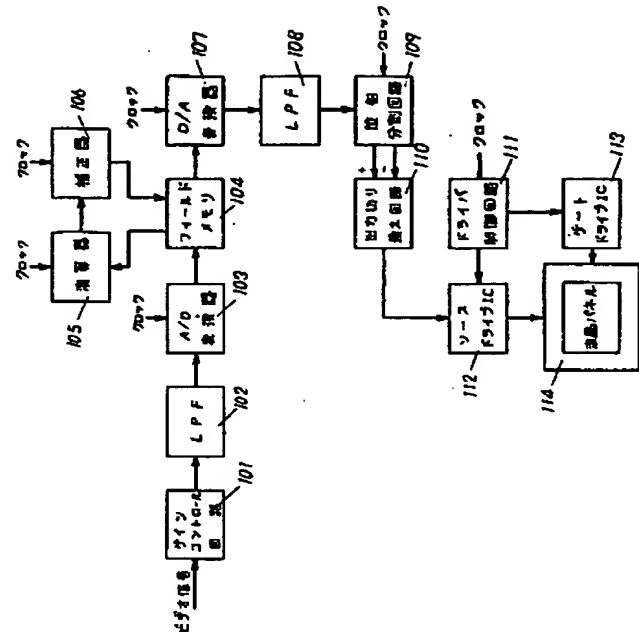 ビデオ信号
ゲイン
コントロール
回路
101
LPF
102
クロック
A/D
変換器
103
フィールド
メモリ
104
クロック
演算器
105
クロック
補正器
106
クロック
D/A
変換器
107
LPF
108
クロック
位相
分割回路
109
+
-
出力切り
換え回路
110
クロック
ドライバ
制御回路
111
ソース
ドライブIC
112
ゲート
ドライブIC
113
液晶パネル
114